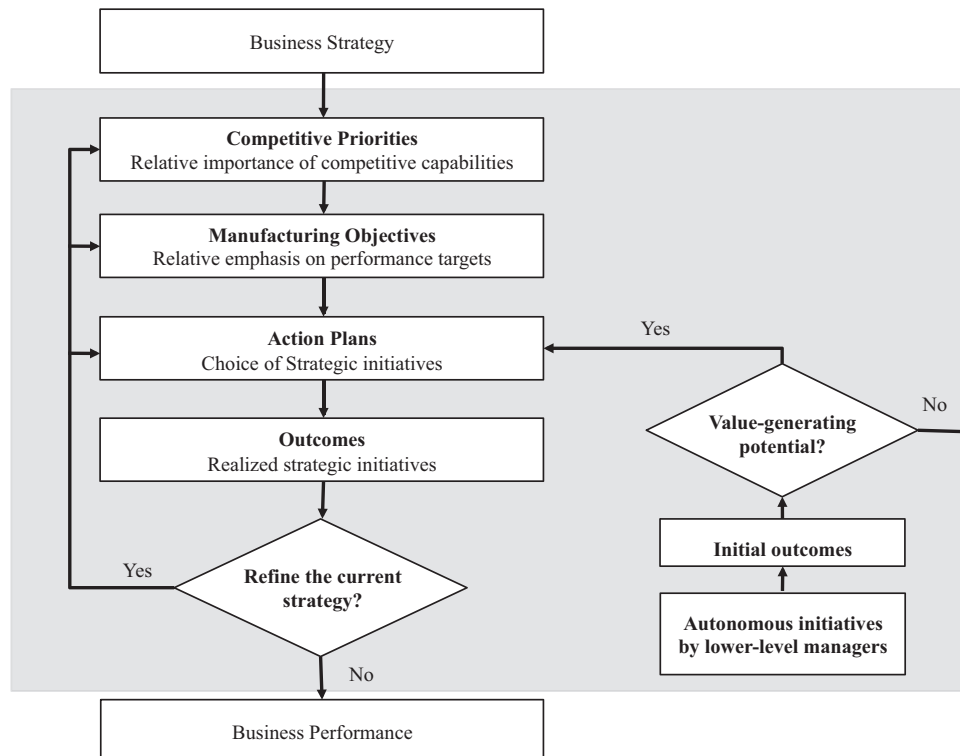 Business Strategy
Competitive Priorities
Relative importance of competitive capabilities
Manufacturing Objectives
Relative emphasis on performance targets
Action Plans
Choice of Strategic initiatives
Outcomes
Realized strategic initiatives
Refine the current
strategy?
Yes
No
Business Performance
Yes
No
Value-generating
potential?
Initial outcomes
Autonomous initiatives
by lower-level managers